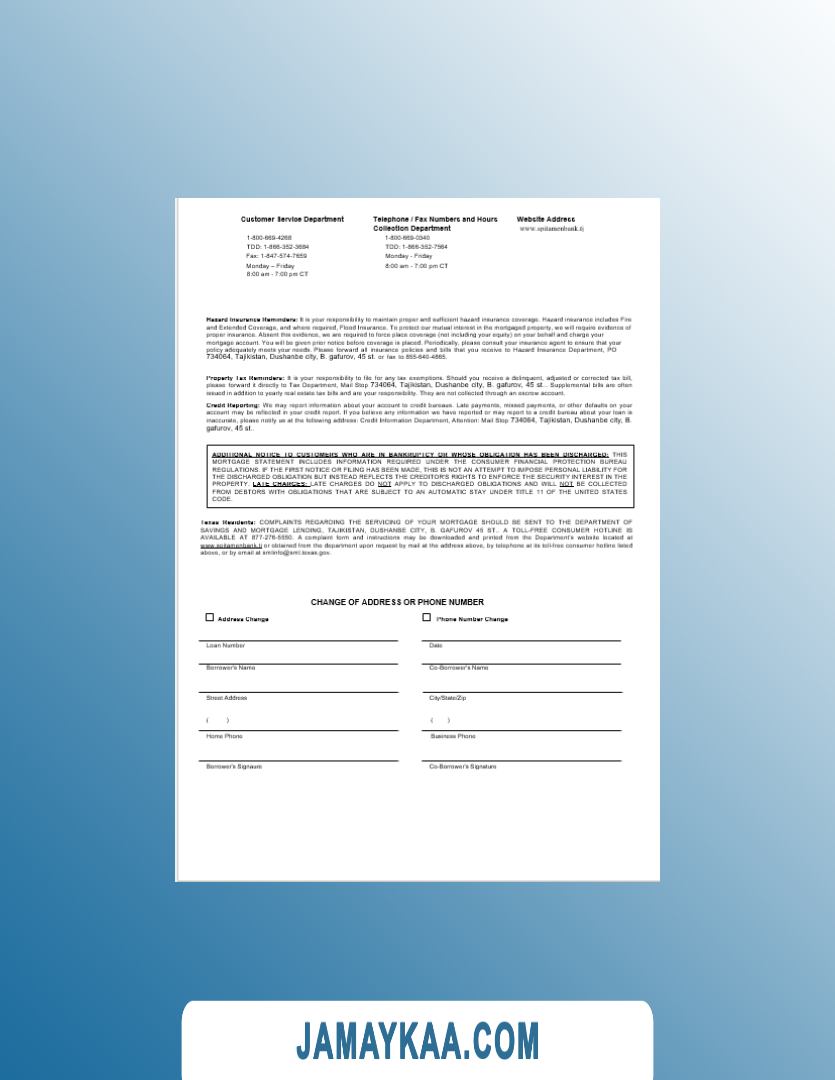 Customer Service Department
1-800-669-4268
TDD: 1-866-352-3684
Fax: 1-847-574-7659
Monday – Friday
8:00 am - 7:00 pm CT
Telephone / Fax Numbers and Hours
Collection Department
1-800-669-0340
TDD: 1-866-352-7564
Monday - Friday
8:00 am - 7:00 pm CT
Website Address
www.spitamenbank.tj
Hazard Insurance Reminders: It is your responsibility to maintain proper and sufficient hazard insurance coverage. Hazard insurance includes Fire
and Extended Coverage, and where required, Flood Insurance. To protect our mutual interest in the mortgaged property, we will require evidence of
proper insurance. Absent this evidence, we are required to force place coverage (not including your equity) on your behalf and charge your
mortgage account. You will be given prior notice before coverage is placed. Periodically, please consult your insurance agent to ensure that your
policy adequately meets your needs. Please forward all insurance policies and bills that you receive to Hazard Insurance Department, PO
734064, Tajikistan, Dushanbe city, B. gafurov, 45 st. or fax to 855-640-4865.
Property Tax Reminders: It is your responsibility to file for any tax exemptions. Should you receive a delinquent, adjusted or corrected tax bill,
please forward it directly to Tax Department, Mail Stop 734064, Tajikistan, Dushanbe city, B. gafurov, 45 st.. Supplemental bills are often
issued in addition to yearly real estate tax bills and are your responsibility. They are not collected through an escrow account.
Credit Reporting: We may report information about your account to credit bureaus. Late payments, missed payments, or other defaults on your
account may be reflected in your credit report. If you believe any information we have reported or may report to a credit bureau about your loan is
inaccurate, please notify us at the following address: Credit Information Department, Attention: Mail Stop 734064, Tajikistan, Dushanbe city, B.
gafurov, 45 st..
ADDITIONAL NOTICE TO CUSTOMERS WHO ARE IN BANKRUPTCY OR WHOSE OBLIGATION HAS BEEN DISCHARGED: THIS
MORTGAGE STATEMENT INCLUDES INFORMATION REQUIRED UNDER THE CONSUMER FINANCIAL PROTECTION BUREAU
REGULATIONS. IF THE FIRST NOTICE OR FILING HAS BEEN MADE, THIS IS NOT AN ATTEMPT TO IMPOSE PERSONAL LIABILITY FOR
THE DISCHARGED OBLIGATION BUT INSTEAD REFLECTS THE CREDITOR'S RIGHTS TO ENFORCE THE SECURITY INTEREST IN THE
PROPERTY. LATE CHARGES: LATE CHARGES DO NOT APPLY TO DISCHARGED OBLIGATIONS AND WILL NOT BE COLLECTED
FROM DEBTORS WITH OBLIGATIONS THAT ARE SUBJECT TO AN AUTOMATIC STAY UNDER TITLE 11 OF THE UNITED STATES
CODE.
Texas Residents: COMPLAINTS REGARDING THE SERVICING OF YOUR MORTGAGE SHOULD BE SENT TO THE DEPARTMENT OF
SAVINGS AND MORTGAGE LENDING, TAJIKISTAN, DUSHANBE CITY, B. GAFUROV 45 ST.. A TOLL-FREE CONSUMER HOTLINE IS
AVAILABLE AT 877-276-5550. A complaint form and instructions may be downloaded and printed from the Department's website located at
www.spitamenbank.tj or obtained from the department upon request by mail at the address above, by telephone at its toll-free consumer hotline listed
above, or by email at smlinfo@sml.texas.gov.
CHANGE OF ADDRESS OR PHONE NUMBER
Address Change
Phone Number Change
Loan Number
Date
Borrower's Name
Co-Borrower's Name
Street Address
City/State/Zip
( )
( )
Home Phone
Business Phone
Borrower's Signaure
Co-Borrower's Signature
JAMAYKAA.COM